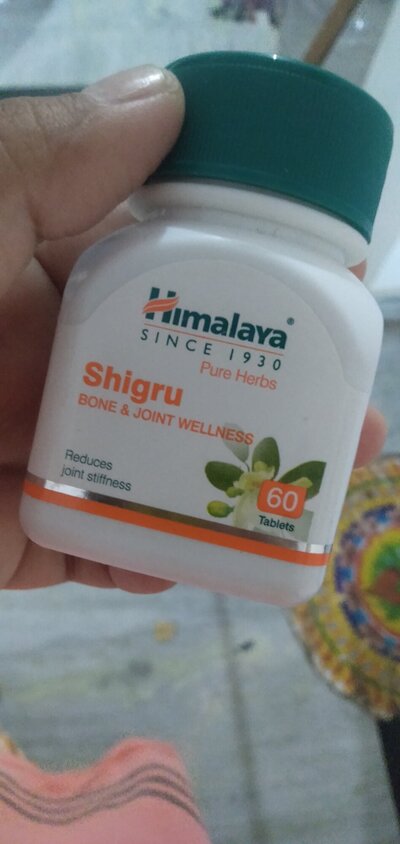 Himalaya®
SINCE 1930
Pure Herbs
Shigru
BONE & JOINT WELLNESS
Reduces
joint stiffness
60
Tablets